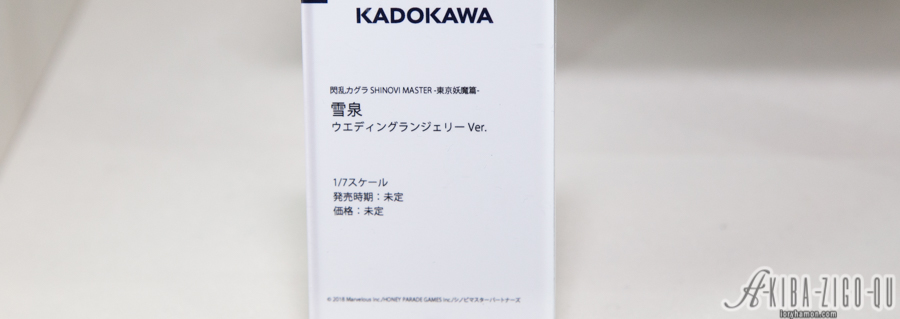 KADOKAWA
閃乱カグラ SHINOVI MASTER -東京妖魔篇-
雪泉
ウエディングランジェリー Ver.
1/7スケール
発売時期：未定
価格：未定
© 2018 Marvelous Inc./HONEY PARADE GAMES Inc./シノビマスターパートナーズ
A-KIBA-ZIGO-QU
loryhamon.com